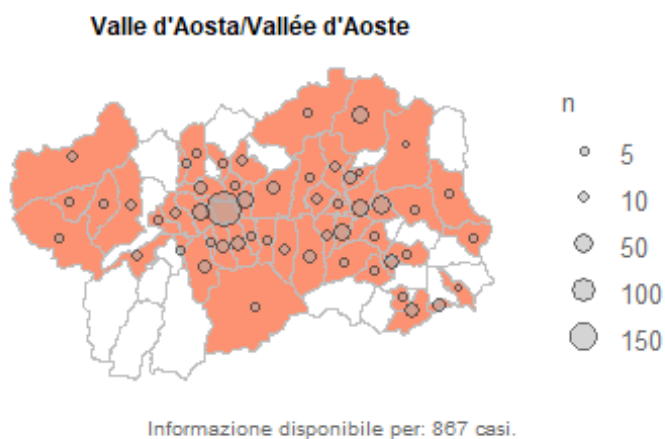 Valle d'Aosta/Vallée d'Aoste
n
5
10
50
100
150
Informazione disponibile per: 867 casi.